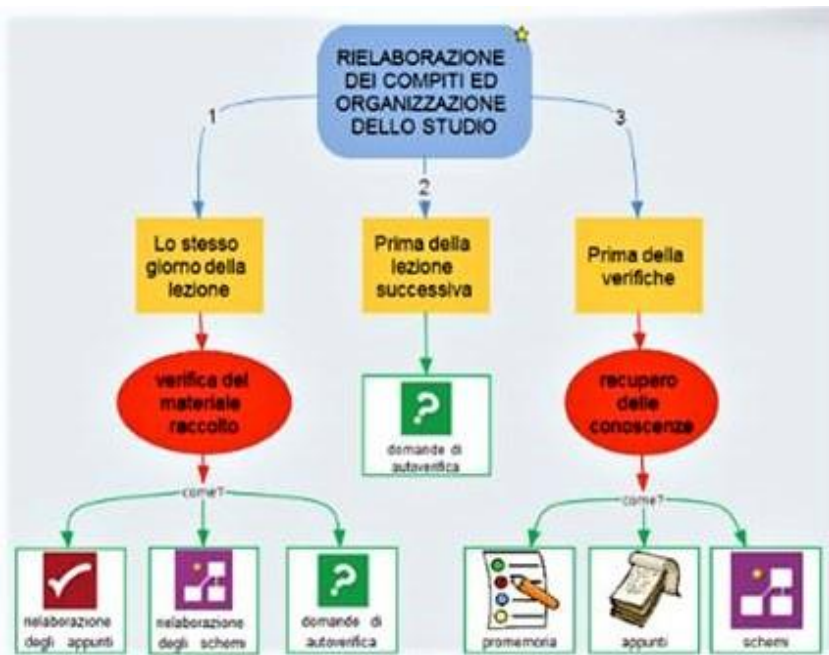 RIELABORAZIONE
DEI COMPITI ED
ORGANIZZAZIONE
DELLO STUDIO
1
2
3
Lo stesso
giorno della
lezione
Prima della
lezione
successiva
Prima della
verifiche
verifica del
materiale
raccolto
recupero
delle
conoscenze
domande di
autoverifica
come?
come?
rielaborazione
degli appunti
rielaborazione
degli schemi
domande di
autoverifica
promemoria
appunti
schemi